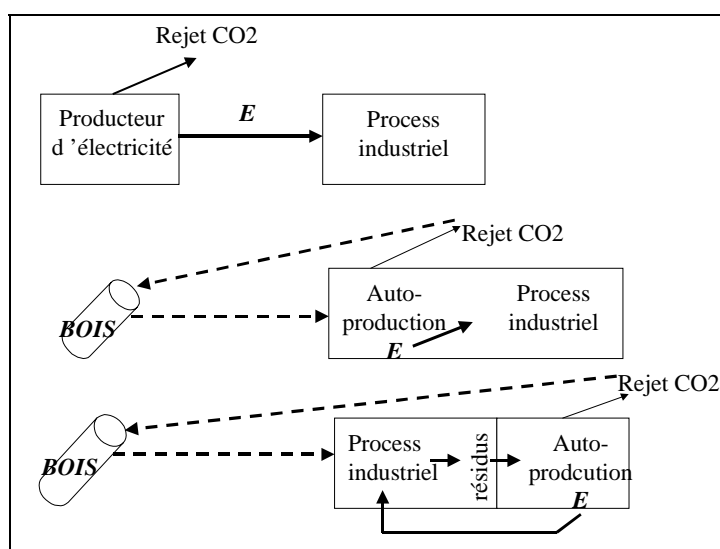 Rejet CO2
Producteur
d ’électricité
E
Process
industriel
Rejet CO2
BOIS
Auto-
production
E
Process
industriel
Rejet CO2
BOIS
Process
industriel
résidus
Auto-
prodcution
E